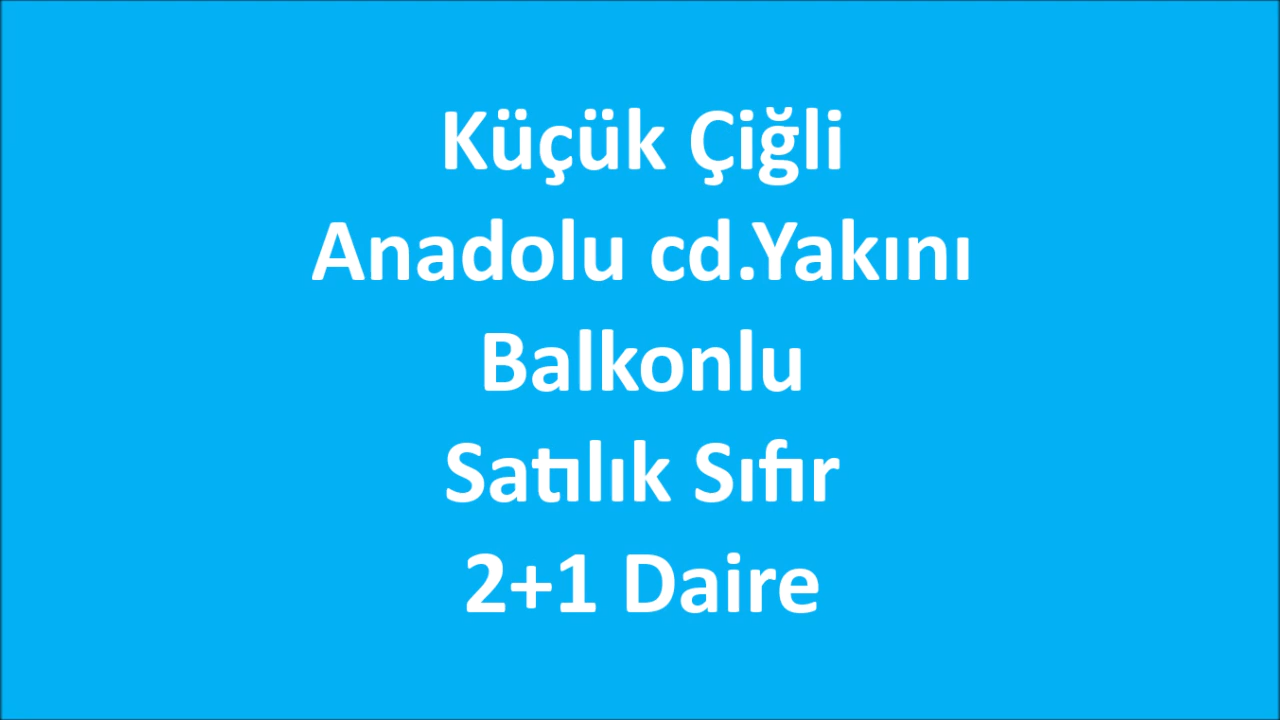 Küçük Çiğli
Anadolu cd.Yakını
Balkonlu
Satılık Sıfır
2+1 Daire